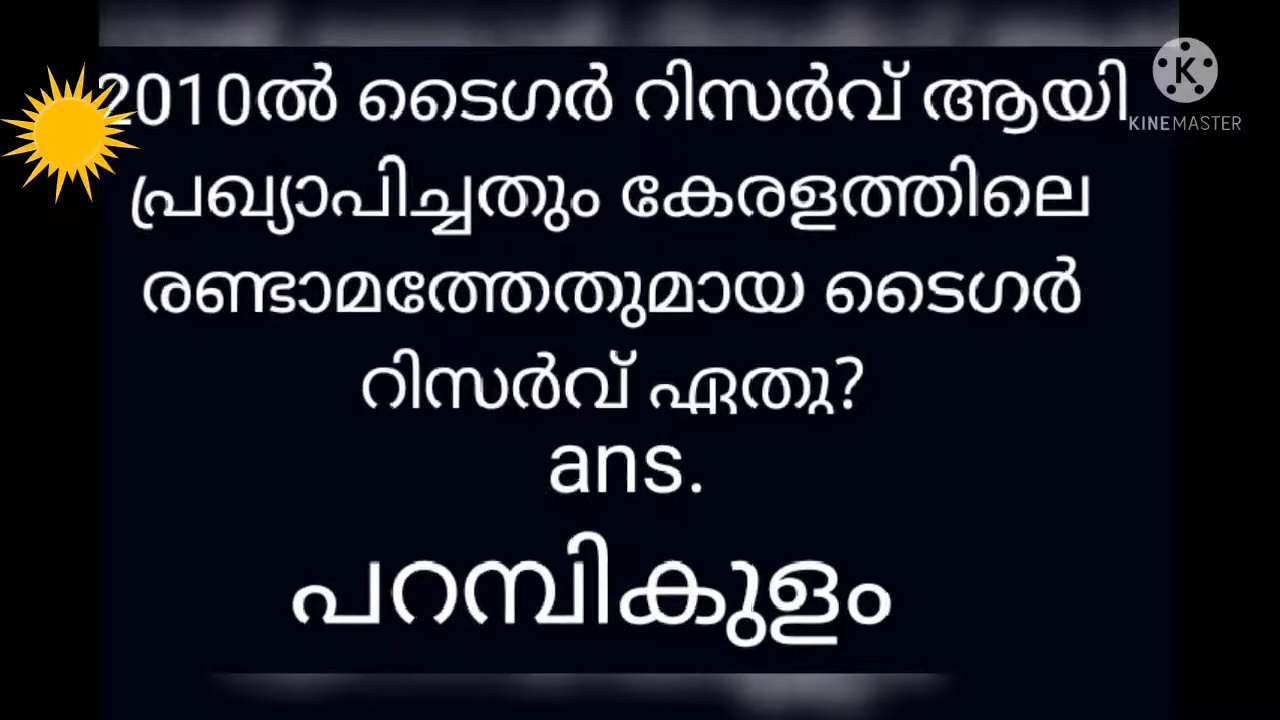 2010ൽ ടൈഗർ റിസർവ് ആയി
പ്രഖ്യാപിച്ചതും കേരളത്തിലെ
രണ്ടാമത്തേതുമായ ടൈഗർ
റിസർവ് ഏതു?
ans.
പറമ്പികുളം
K
KINEMASTER